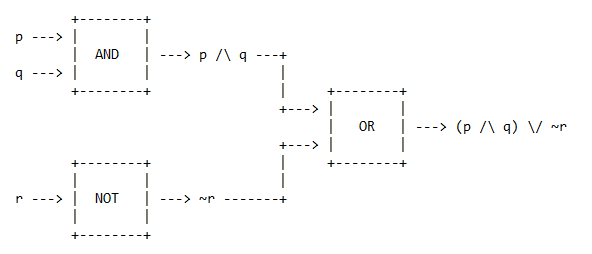 p ---> AND ---> p /\ q ---+
q --->
+---> OR ---> (p /\ q) \/ ~r
+--->
r ---> NOT ---> ~r -------+